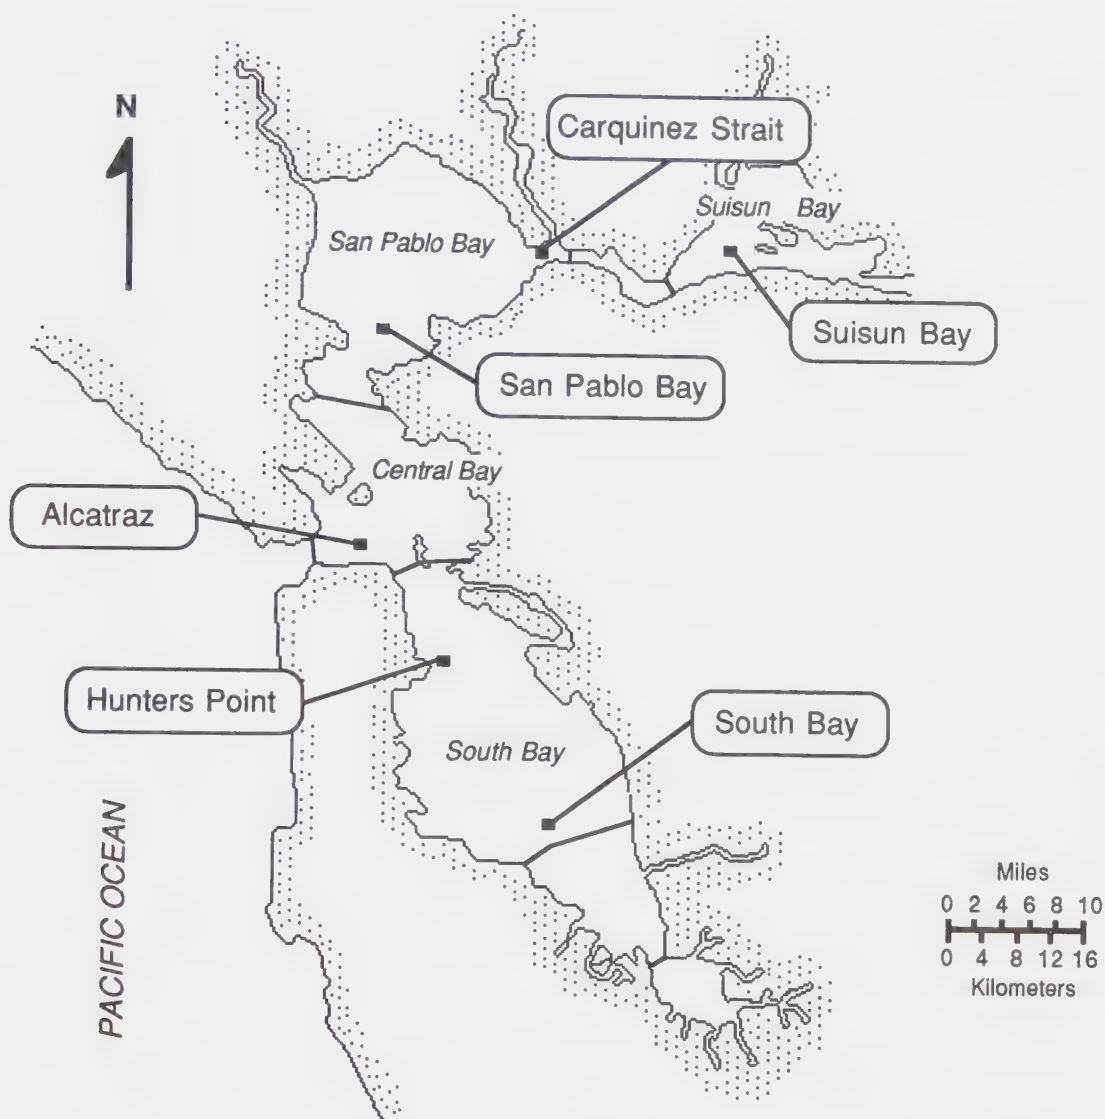 N
Carquinez Strait
Suisun Bay
San Pablo Bay
Suisun Bay
San Pablo Bay
Central Bay
Alcatraz
Hunters Point
South Bay
South Bay
PACIFIC OCEAN
Miles
0 2 4 6 8 10
0 4 8 12 16
Kilometers